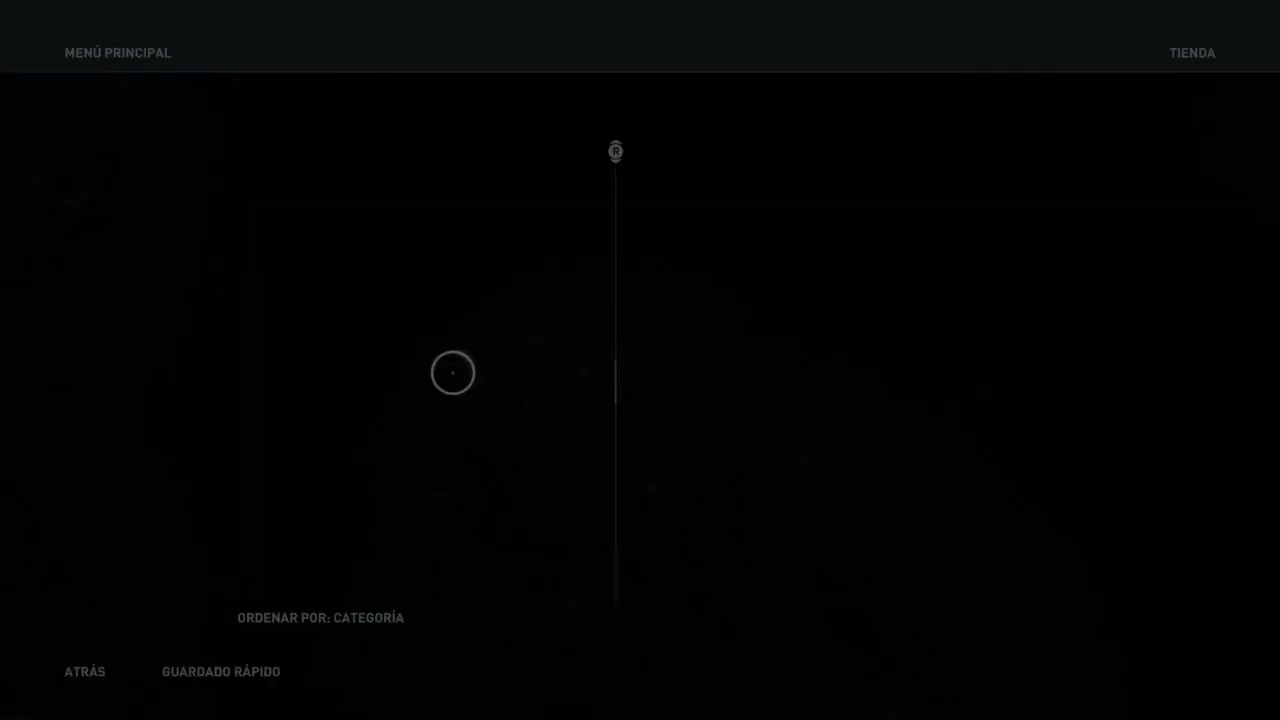 MENÚ PRINCIPAL
TIENDA
R
ORDENAR POR: CATEGORÍA
ATRÁS
GUARDADO RÁPIDO